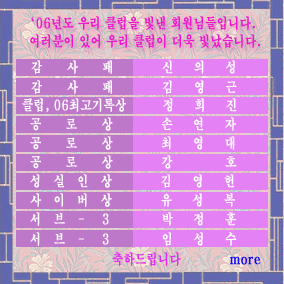 ‘06년도 우리 클럽을 빛낸 회원님들입니다.
여러분이 있어 우리 클럽이 더욱 빛났습니다.
감 사 패 신 의 성
감 사 패 김 영 근
클럽, 06최고기록상 정 희 진
공 로 상 손 연 자
공 로 상 최 영 대
공 로 상 강 호
성 실 인 상 김 영 헌
사 이 버 상 유 성 복
서 브 - 3 박 정 훈
서 브 - 3 임 성 수
축하드립니다 more